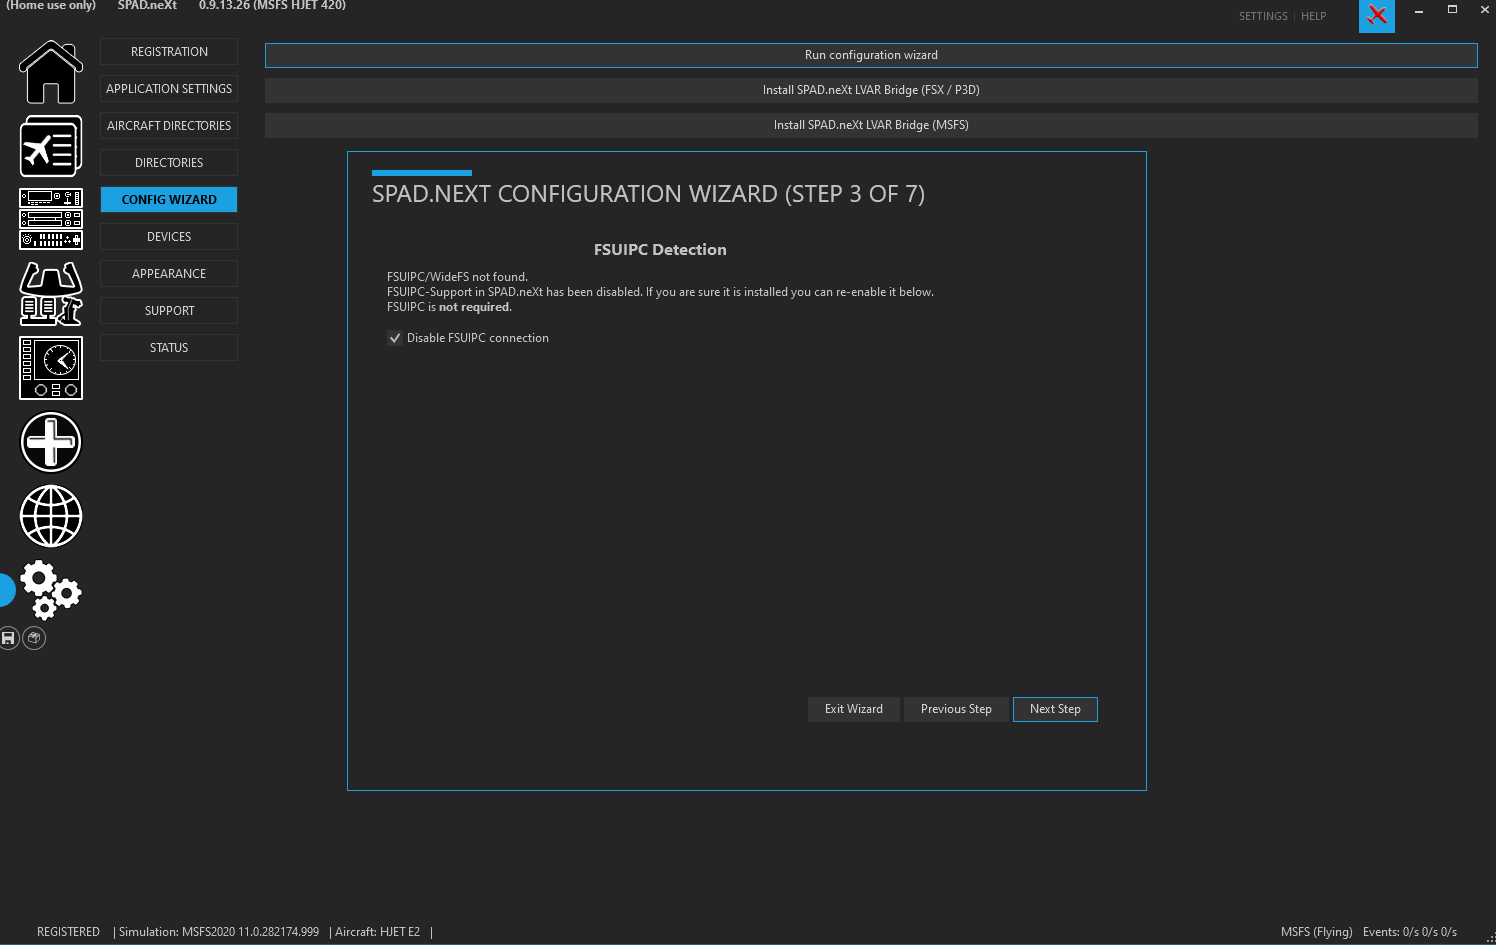 (Home use only) SPAD.neXt 0.9.13.26 (MSFS HJET 420)
SETTINGS | HELP
REGISTRATION
APPLICATION SETTINGS
AIRCRAFT DIRECTORIES
DIRECTORIES
CONFIG WIZARD
DEVICES
APPEARANCE
SUPPORT
STATUS
Run configuration wizard
Install SPAD.neXt LVAR Bridge (FSX / P3D)
Install SPAD.neXt LVAR Bridge (MSFS)
SPAD.NEXT CONFIGURATION WIZARD (STEP 3 OF 7)
FSUIPC Detection
FSUIPC/WideFS not found.
FSUIPC-Support in SPAD.neXt has been disabled. If you are sure it is installed you can re-enable it below.
FSUIPC is not required.
Disable FSUIPC connection
Exit Wizard Previous Step Next Step
REGISTERED | Simulation: MSFS2020 11.0.282174.999 | Aircraft: HJET E2 |
MSFS (Flying) Events: 0/s 0/s 0/s